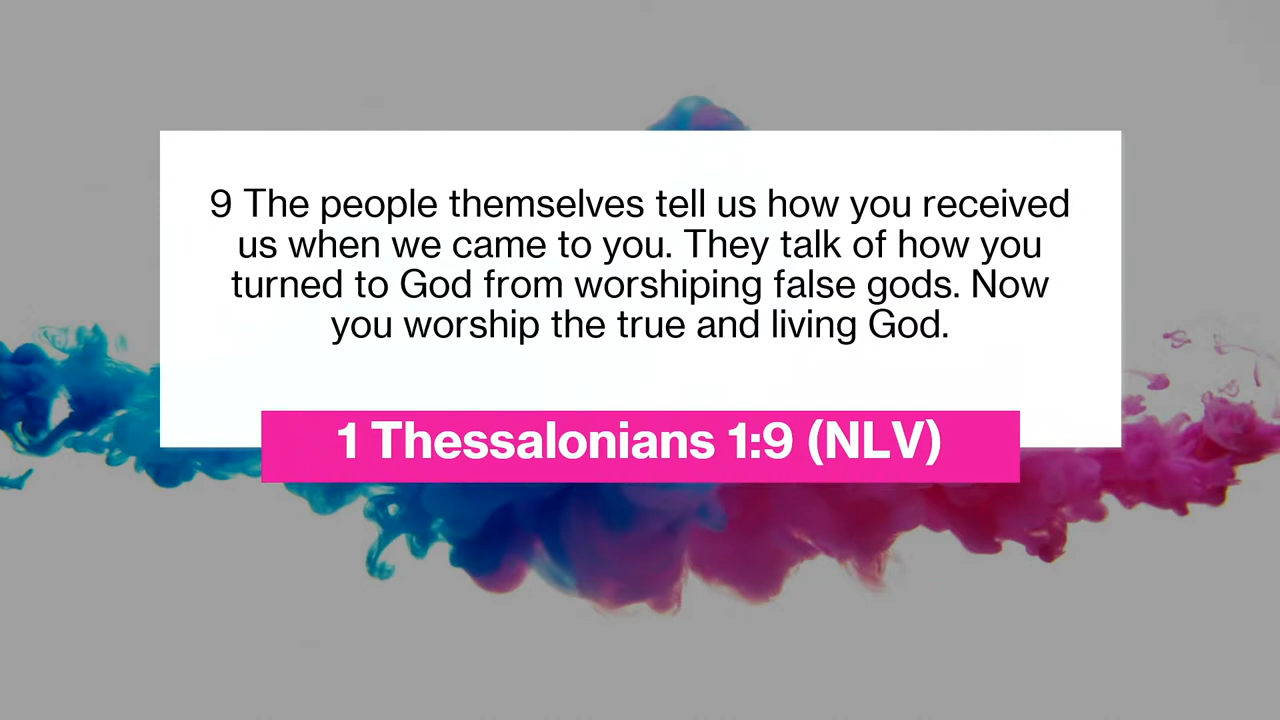 9 The people themselves tell us how you received
us when we came to you. They talk of how you
turned to God from worshiping false gods. Now
you worship the true and living God.
1 Thessalonians 1:9 (NLV)